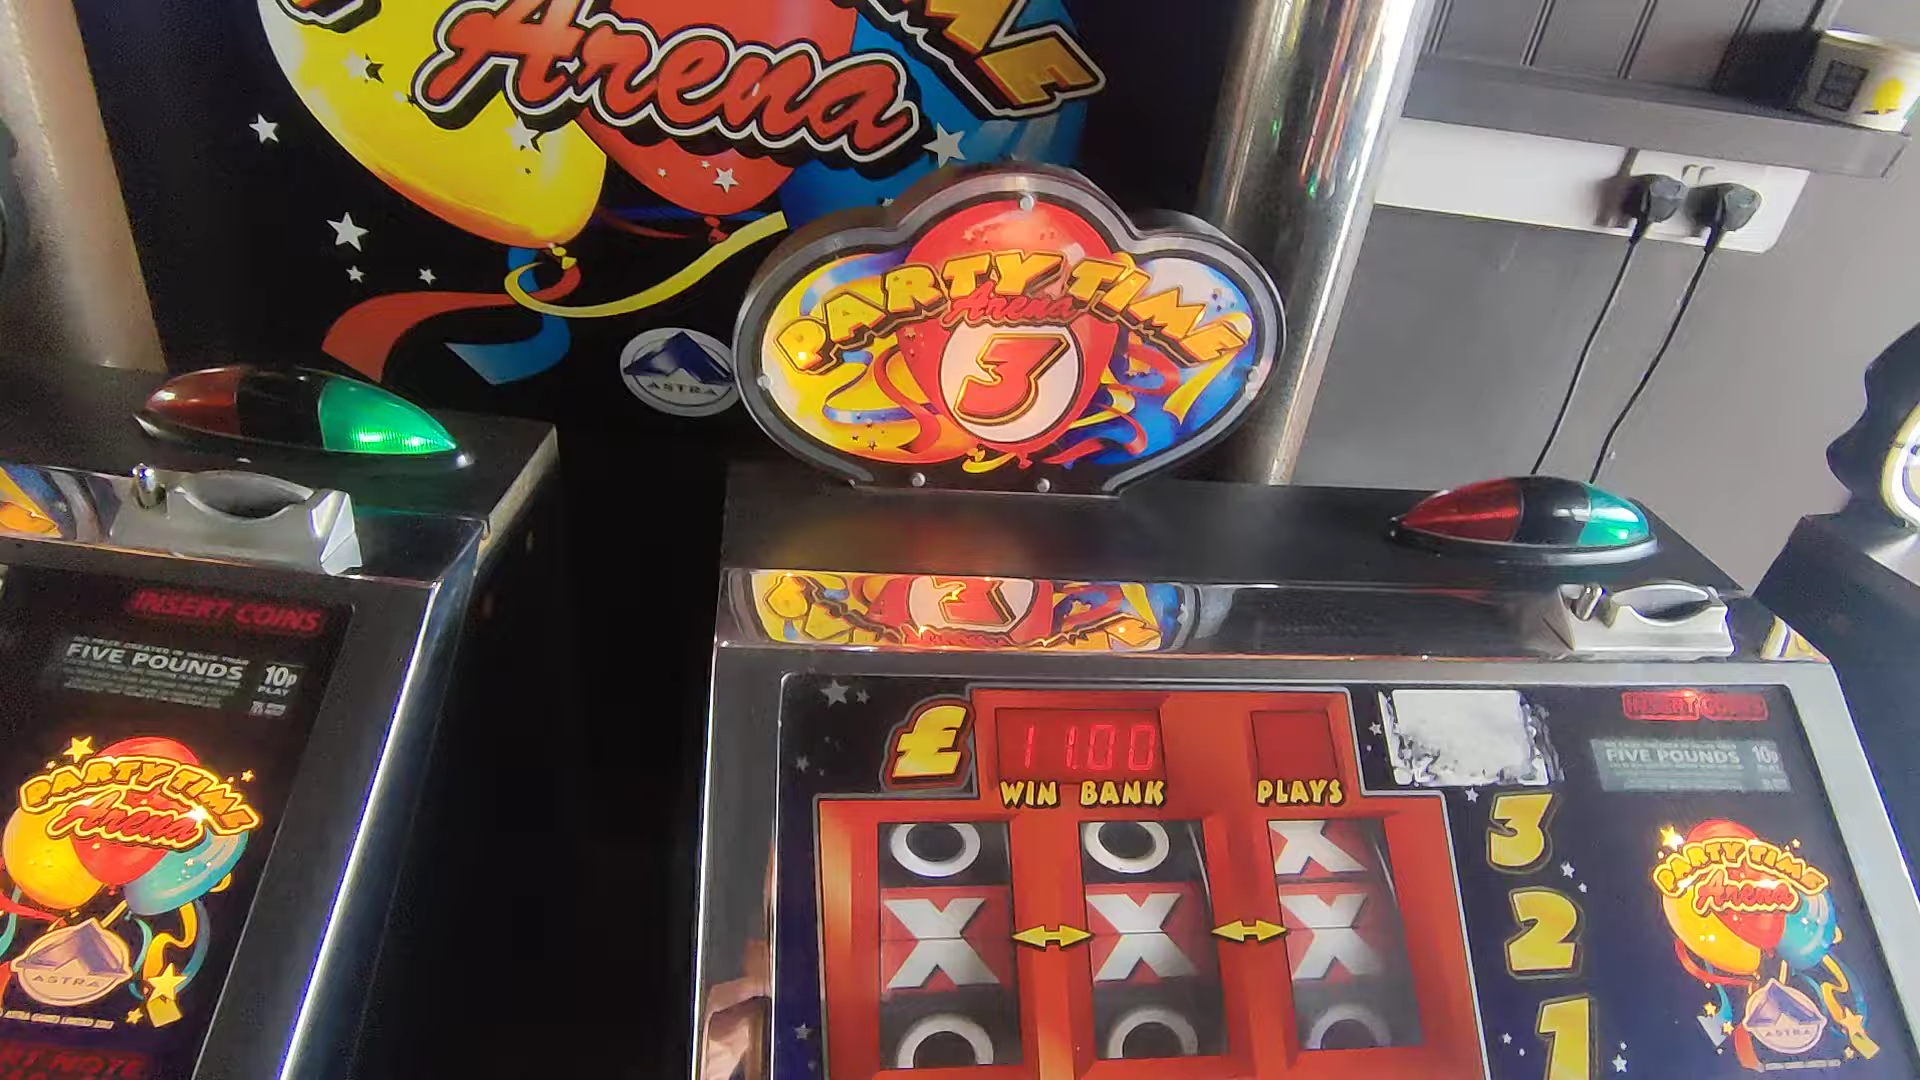 TIME
Arena
ASTRA
PARTY TIME
Arena
3
INSERT COINS
FIVE POUNDS
10p
PLAY
PARTY TIME
Arena
ASTRA
£
11.00
WIN BANK
PLAYS
INSERT COINS
FIVE POUNDS
10p
3
2
1
PARTY TIME
Arena
ASTRA